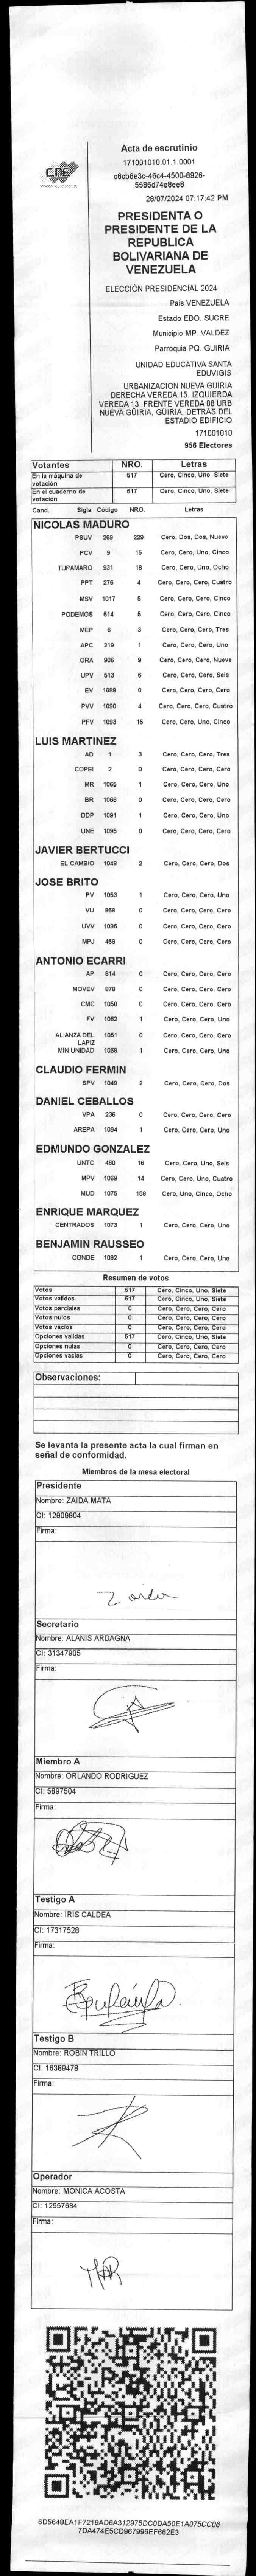 CNE
Acta de escrutinio
171001010.01.1.0001
c6cb6e3c-46c4-4500-8926-
5586d74e8ee8
28/07/2024 07:17:42 PM
PRESIDENTA O
PRESIDENTE DE LA
REPUBLICA
BOLIVARIANA DE
VENEZUELA
ELECCIÓN PRESIDENCIAL 2024
Pais VENEZUELA
Estado EDO. SUCRE
Municipio MP. VALDEZ
Parroquia PQ. GUIRIA
UNIDAD EDUCATIVA SANTA
EDUVIGIS
URBANIZACION NUEVA GUIRIA
DERECHA VEREDA 15. IZQUIERDA
VEREDA 13. FRENTE VEREDA 08 URB
NUEVA GÜIRIA, GÜIRIA, DETRAS DEL
ESTADIO EDIFICIO
171001010
956 Electores
Votantes NRO. Letras
En la máquina de
votación 517 Cero, Cinco, Uno, Siete
En el cuaderno de
votación 517 Cero, Cinco, Uno, Siete
Cand. Sigla Código NRO. Letras
NICOLAS MADURO
PSUV 269 229 Cero, Dos, Dos, Nueve
PCV 9 15 Cero, Cero, Uno, Cinco
TUPAMARO 931 18 Cero, Cero, Uno, Ocho
PPT 276 4 Cero, Cero, Cero, Cuatro
MSV 1017 5 Cero, Cero, Cero, Cinco
PODEMOS 514 5 Cero, Cero, Cero, Cinco
MEP 6 3 Cero, Cero, Cero, Tres
APC 219 1 Cero, Cero, Cero, Uno
ORA 906 9 Cero, Cero, Cero, Nueve
UPV 513 6 Cero, Cero, Cero, Seis
EV 1089 0 Cero, Cero, Cero, Cero
PVV 1090 4 Cero, Cero, Cero, Cuatro
PFV 1093 15 Cero, Cero, Uno, Cinco
LUIS MARTINEZ
AD 1 3 Cero, Cero, Cero, Tres
COPEI 2 0 Cero, Cero, Cero, Cero
MR 1065 1 Cero, Cero, Cero, Uno
BR 1066 0 Cero, Cero, Cero, Cero
DDP 1091 1 Cero, Cero, Cero, Uno
UNE 1095 0 Cero, Cero, Cero, Cero
JAVIER BERTUCCI
EL CAMBIO 1048 2 Cero, Cero, Cero, Dos
JOSE BRITO
PV 1053 1 Cero, Cero, Cero, Uno
VU 968 0 Cero, Cero, Cero, Cero
UVV 1096 0 Cero, Cero, Cero, Cero
MPJ 458 0 Cero, Cero, Cero, Cero
ANTONIO ECARRI
AP 814 0 Cero, Cero, Cero, Cero
MOVEV 878 0 Cero, Cero, Cero, Cero
CMC 1050 0 Cero, Cero, Cero, Cero
FV 1062 1 Cero, Cero, Cero, Uno
ALIANZA DEL 1051 0 Cero, Cero, Cero, Cero
LAPIZ
MIN UNIDAD 1068 1 Cero, Cero, Cero, Uno
CLAUDIO FERMIN
SPV 1049 2 Cero, Cero, Cero, Dos
DANIEL CEBALLOS
VPA 236 0 Cero, Cero, Cero, Cero
AREPA 1094 1 Cero, Cero, Cero, Uno
EDMUNDO GONZALEZ
UNTC 460 16 Cero, Cero, Uno, Seis
MPV 1069 14 Cero, Cero, Uno, Cuatro
MUD 1075 158 Cero, Uno, Cinco, Ocho
ENRIQUE MARQUEZ
CENTRADOS 1073 1 Cero, Cero, Cero, Uno
BENJAMIN RAUSSEO
CONDE 1092 1 Cero, Cero, Cero, Uno
Resumen de votos
Votos 517 Cero, Cinco, Uno, Siete
Votos validos 517 Cero, Cinco, Uno, Siete
Votos parciales 0 Cero, Cero, Cero, Cero
Votos nulos 0 Cero, Cero, Cero, Cero
Votos vacios 0 Cero, Cero, Cero, Cero
Opciones validas 517 Cero, Cinco, Uno, Siete
Opciones nulas 0 Cero, Cero, Cero, Cero
Opciones vacias 0 Cero, Cero, Cero, Cero
Observaciones:
Se levanta la presente acta la cual firman en
señal de conformidad.
Miembros de la mesa electoral
Presidente
Nombre: ZAIDA MATA
CI: 12909804
Firma:
Zaida
Secretario
Nombre: ALANIS ARDAGNA
CI: 31347905
Firma:
Miembro A
Nombre: ORLANDO RODRIGUEZ
CI: 5897504
Firma:
Testigo A
Nombre: IRIS CALDEA
CI: 17317528
Firma:
Testigo B
Nombre: ROBIN TRILLO
CI: 16389478
Firma:
Operador
Nombre: MONICA ACOSTA
CI: 12557684
Firma:
6D5648EA1F7219AD6A312975DC0DA50E1A075CC06
7DA474E5CD967996EF662E3